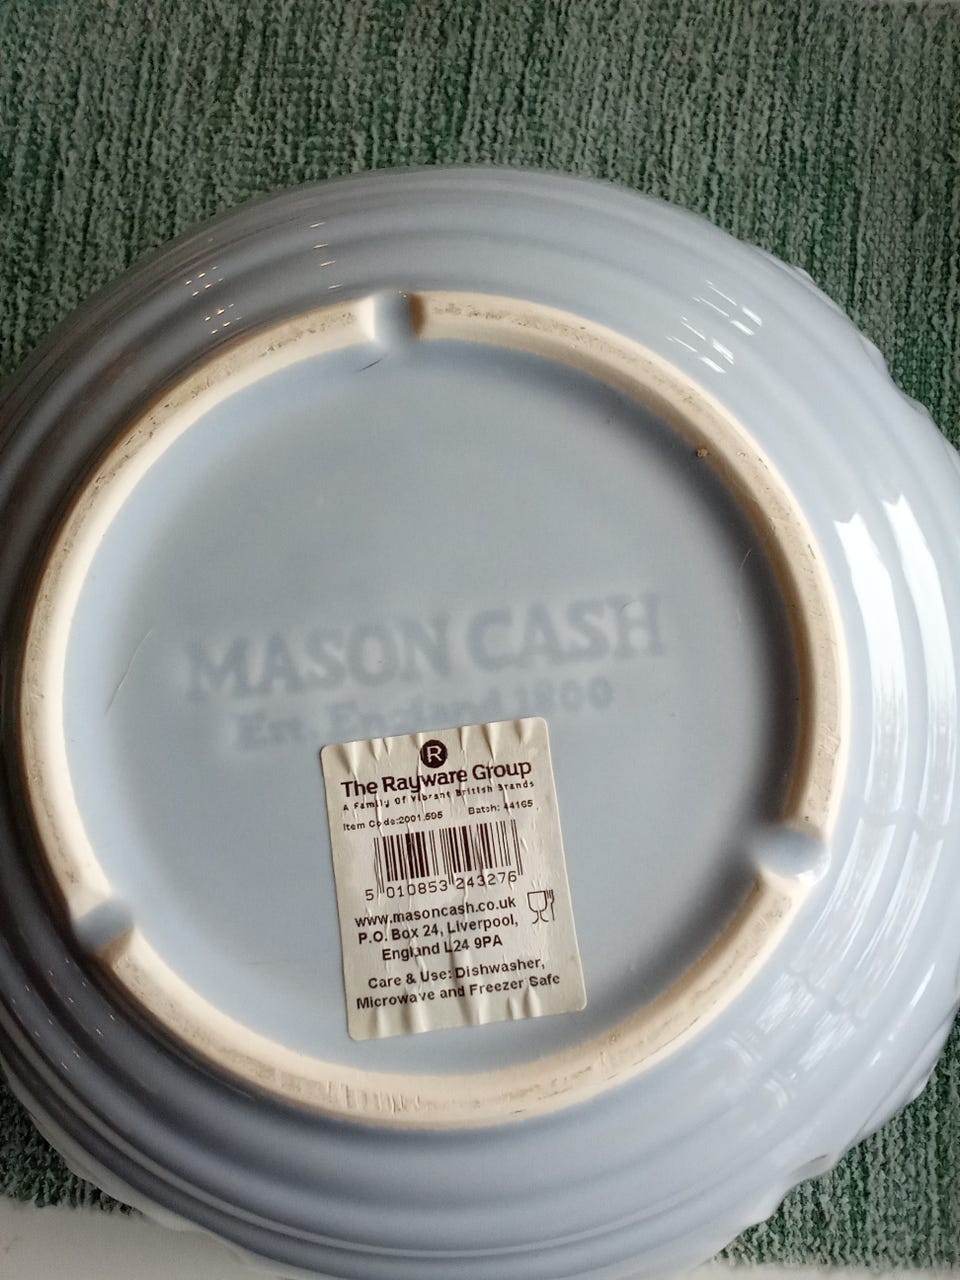 MASON CASH
Est. England 1800
R
The Rayware Group
A Family Of Vibrant British Brands
Item Code:2001.595 Batch: 44165
5 010853 243276
www.masoncash.co.uk
P.O. Box 24, Liverpool,
England L24 9PA
Care & Use: Dishwasher,
Microwave and Freezer Safe